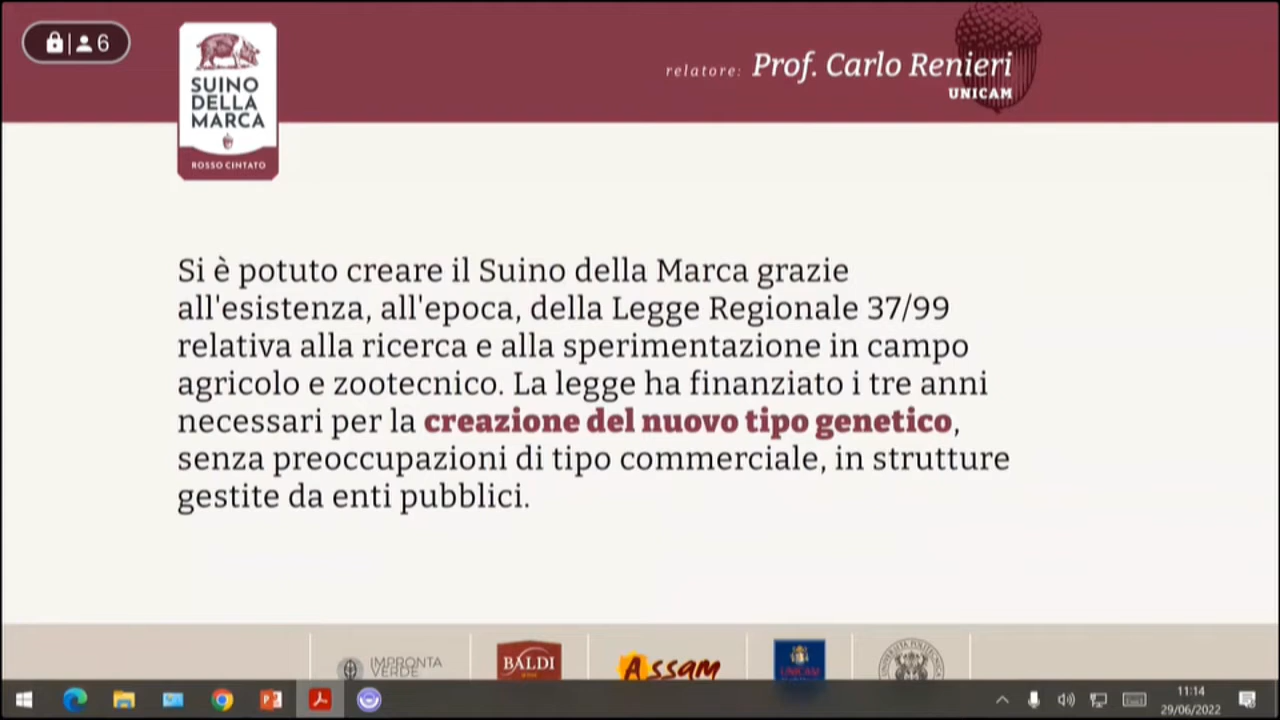 6
SUINO
DELLA
MARCA
ROSSO CINTATO
relatore: Prof. Carlo Renieri
UNICAM
Si è potuto creare il Suino della Marca grazie
all'esistenza, all'epoca, della Legge Regionale 37/99
relativa alla ricerca e alla sperimentazione in campo
agricolo e zootecnico. La legge ha finanziato i tre anni
necessari per la creazione del nuovo tipo genetico,
senza preoccupazioni di tipo commerciale, in strutture
gestite da enti pubblici.
IMPRONTA
VERDE
BALDI
ASSAM
UNICAM
11:14
29/06/2022